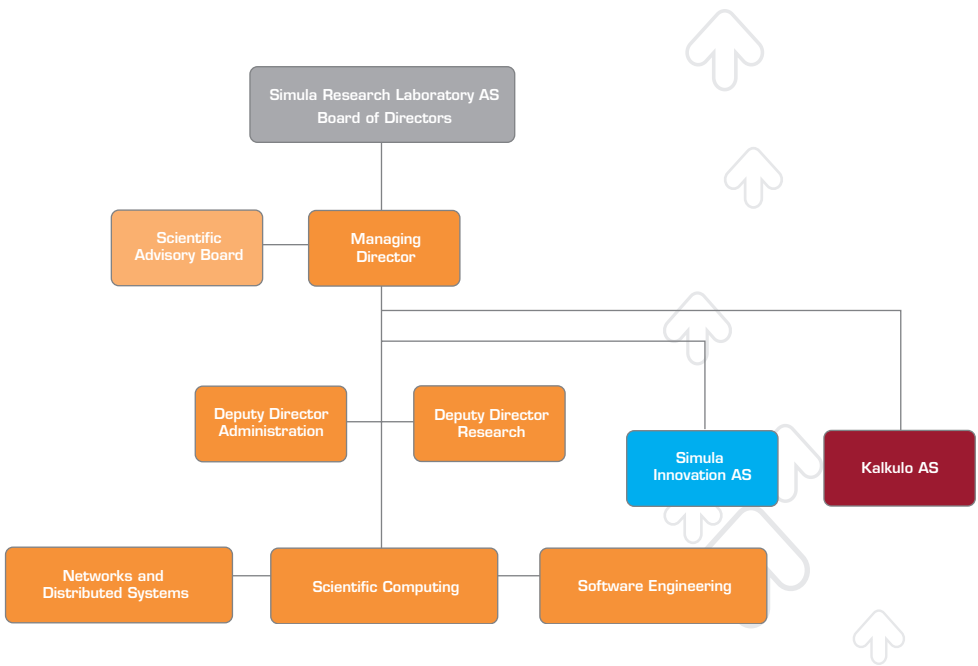 Simula Research Laboratory AS
Board of Directors
Scientific
Advisory Board
Managing
Director
Deputy Director
Administration
Deputy Director
Research
Simula
Innovation AS
Kalkulo AS
Networks and
Distributed Systems
Scientific Computing
Software Engineering